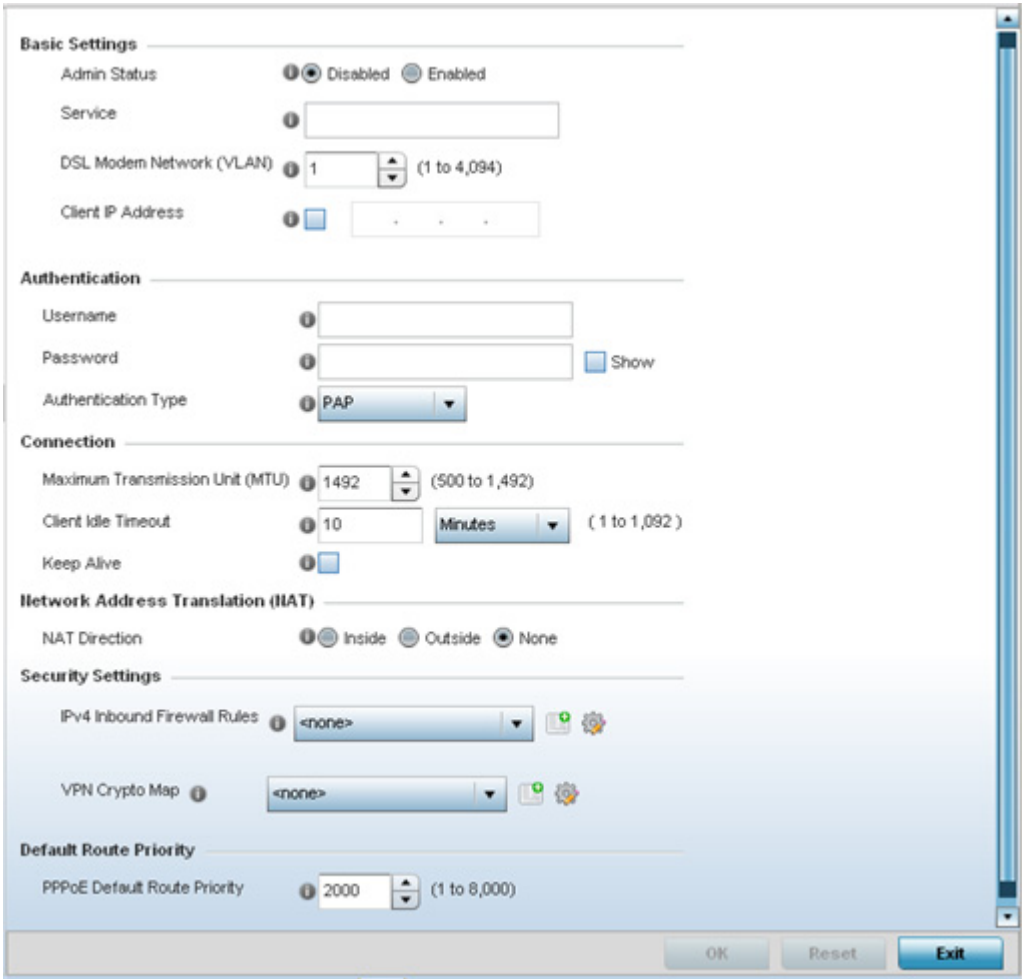 Basic Settings
Admin Status Disabled Enabled
Service
DSL Modem Network (VLAN) 1 (1 to 4,094)
Client IP Address . . .
Authentication
Username
Password Show
Authentication Type PAP
Connection
Maximum Transmission Unit (MTU) 1492 (500 to 1,492)
Client Idle Timeout 10 Minutes ( 1 to 1,092 )
Keep Alive
Network Address Translation (NAT)
NAT Direction Inside Outside None
Security Settings
IPv4 Inbound Firewall Rules <none>
VPN Crypto Map <none>
Default Route Priority
PPPoE Default Route Priority 2000 (1 to 8,000)
OK Reset Exit